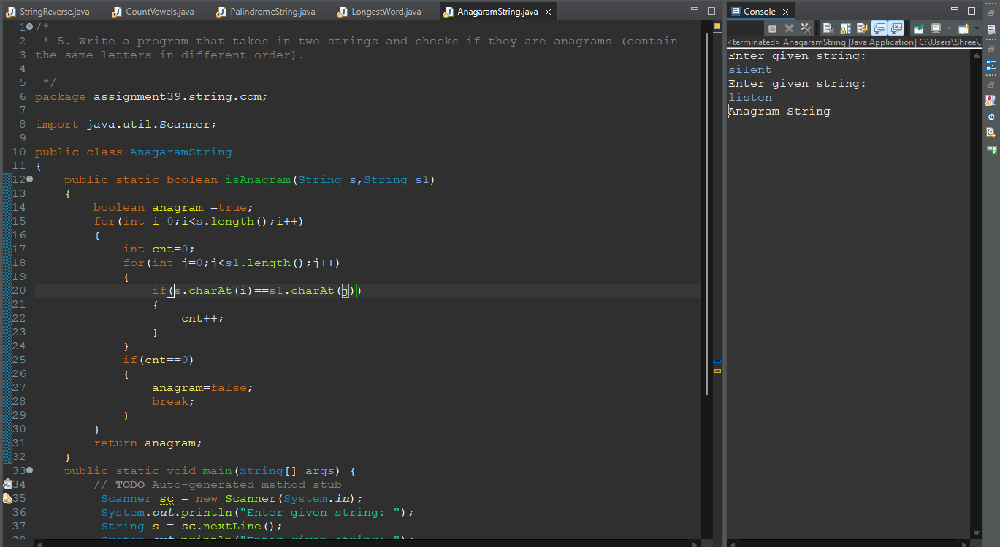 StringReverse.java CountVowels.java PalindromeString.java LongestWord.java AnagaramString.java
1 /*
2  * 5. Write a program that takes in two strings and checks if they are anagrams (contain
3 the same letters in different order).
4
5  */
6 package assignment39.string.com;
7
8 import java.util.Scanner;
9
10 public class AnagaramString
11 {
12     public static boolean isAnagram(String s,String s1)
13     {
14         boolean anagram =true;
15         for(int i=0;i<s.length();i++)
16         {
17             int cnt=0;
18             for(int j=0;j<s1.length();j++)
19             {
20                 if(s.charAt(i)==s1.charAt(j))
21                 {
22                     cnt++;
23                 }
24             }
25             if(cnt==0)
26             {
27                 anagram=false;
28                 break;
29             }
30         }
31         return anagram;
32     }
33     public static void main(String[] args) {
34         // TODO Auto-generated method stub
35          Scanner sc = new Scanner(System.in);
36          System.out.println("Enter given string: ");
37          String s = sc.nextLine();
38          System.out.println("Enter given string: ");
Console
<terminated> AnagaramString [Java Application] C:\Users\Shree\.
Enter given string:
silent
Enter given string:
listen
Anagram String